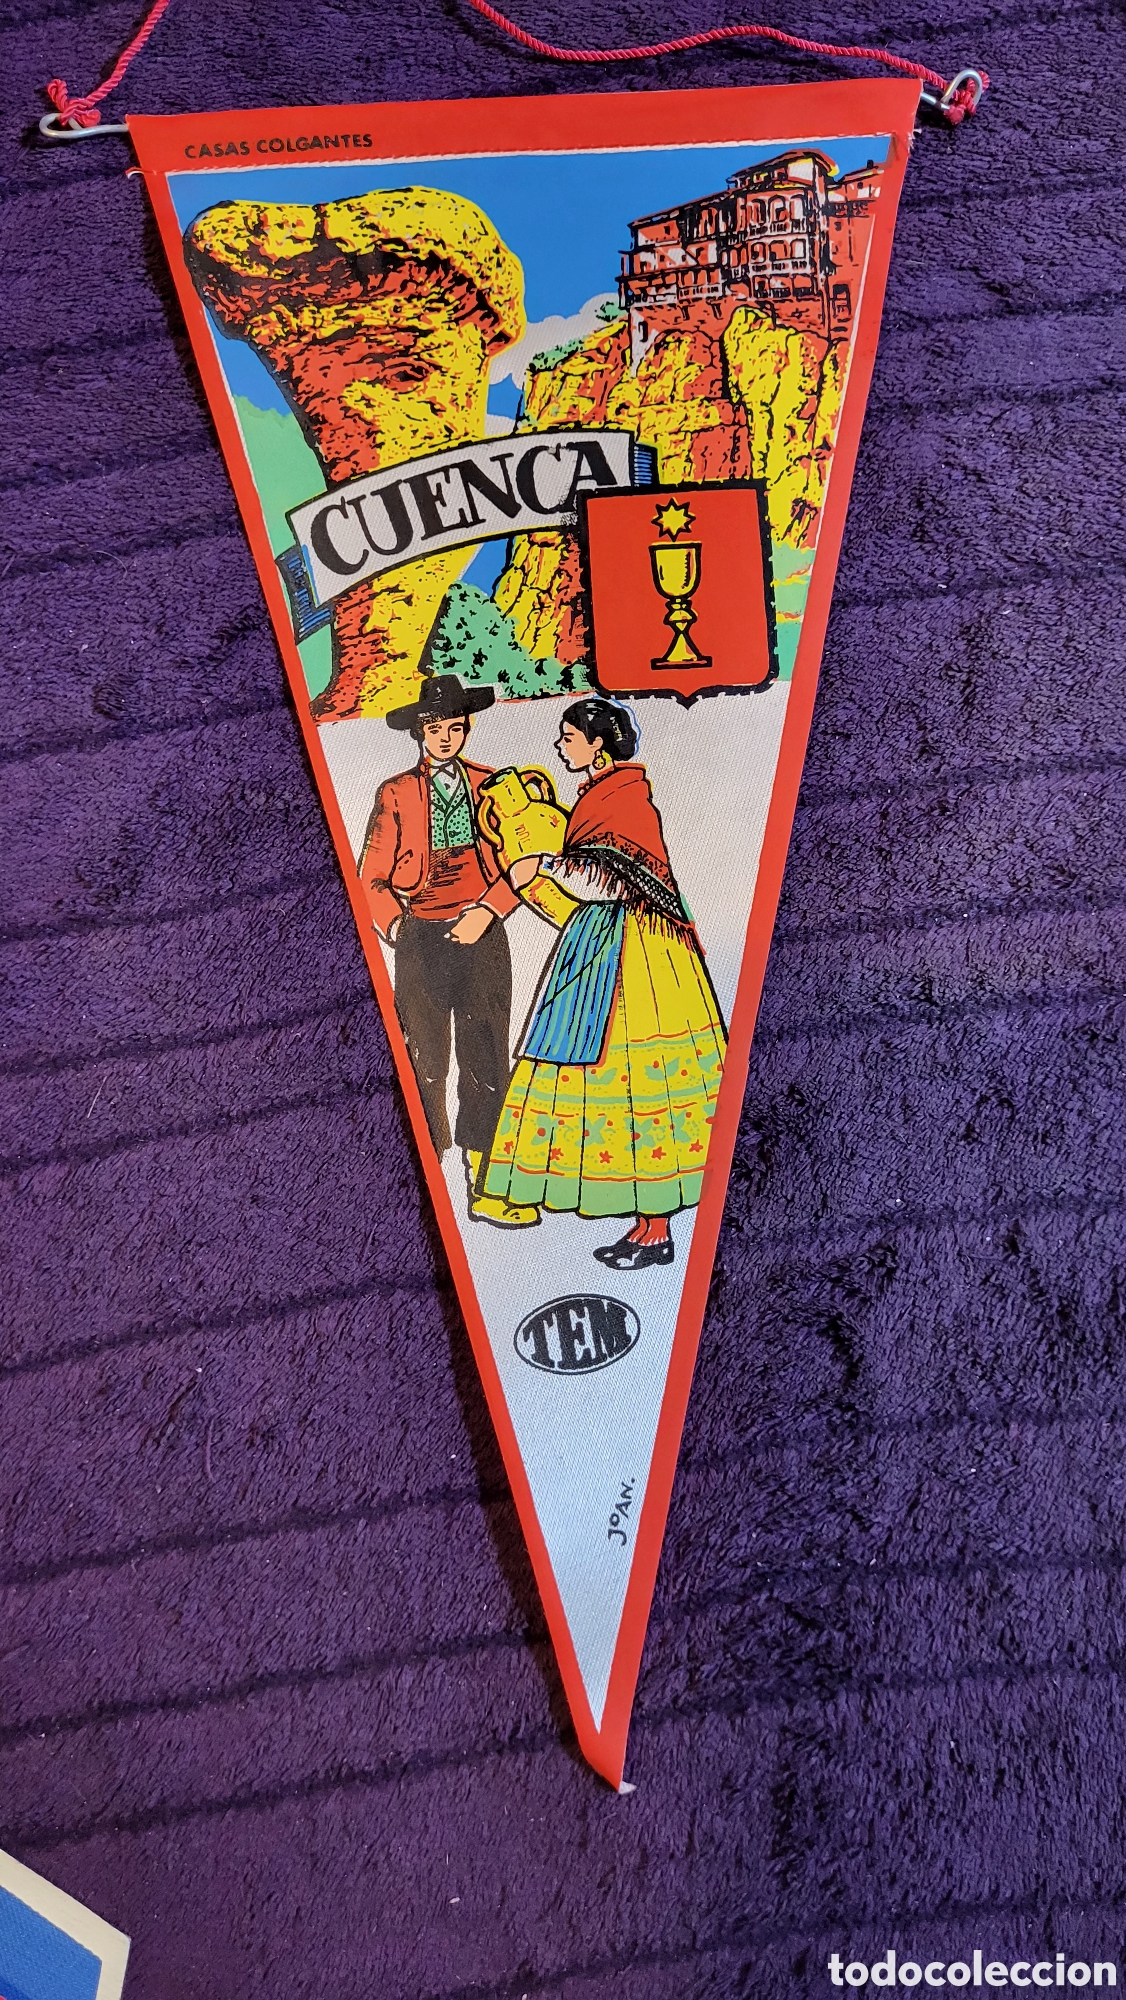 CASAS COLGANTES
CUENCA
TEM
JOAN.
todocoleccion